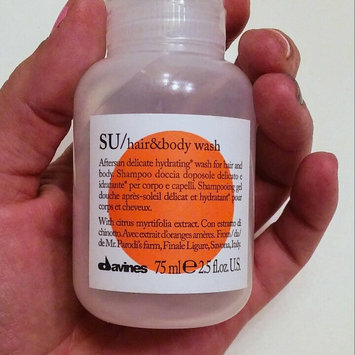 SU/hair&body wash
Aftersun delicate hydrating* wash for hair and
body. Shampoo doccia doposole delicato e
idratante* per corpo e capelli. Shampooing gel
douche après-soleil délicat et hydratant* pour
corps et cheveux.
With citrus myrtifolia extract. Con estratto di
chinotto. Avec extrait d'oranges amères. From/da/
de Mr. Parodi's farm, Finale Ligure, Savona, Italy.
davines 75 ml e 2.5 fl.oz. U.S.